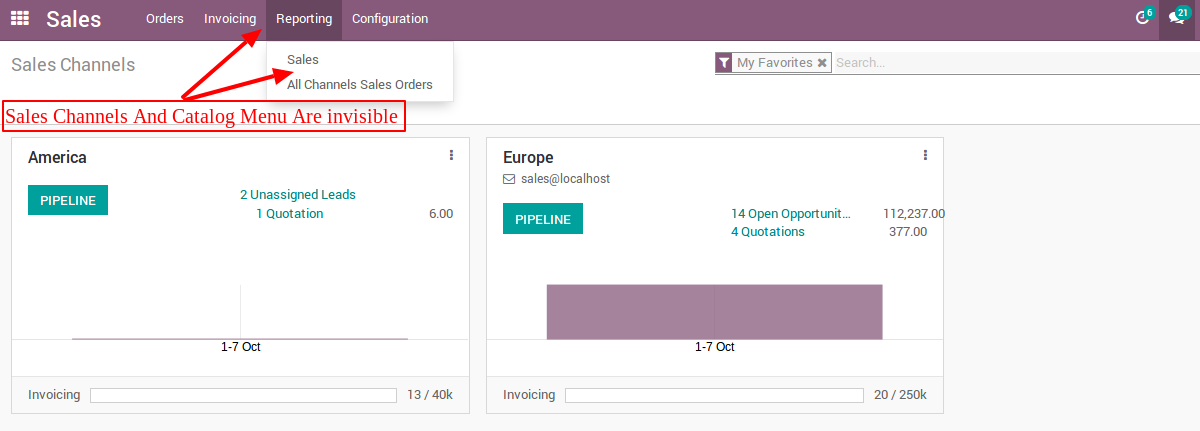 Sales Orders Invoicing Reporting Configuration 6 21
Sales Channels
My Favorites Search...
Sales
All Channels Sales Orders
Sales Channels And Catalog Menu Are invisible
America
PIPELINE
2 Unassigned Leads
1 Quotation 6.00
1-7 Oct
Invoicing 13 / 40k
Europe
sales@localhost
PIPELINE
14 Open Opportunit... 112,237.00
4 Quotations 377.00
1-7 Oct
Invoicing 20 / 250k